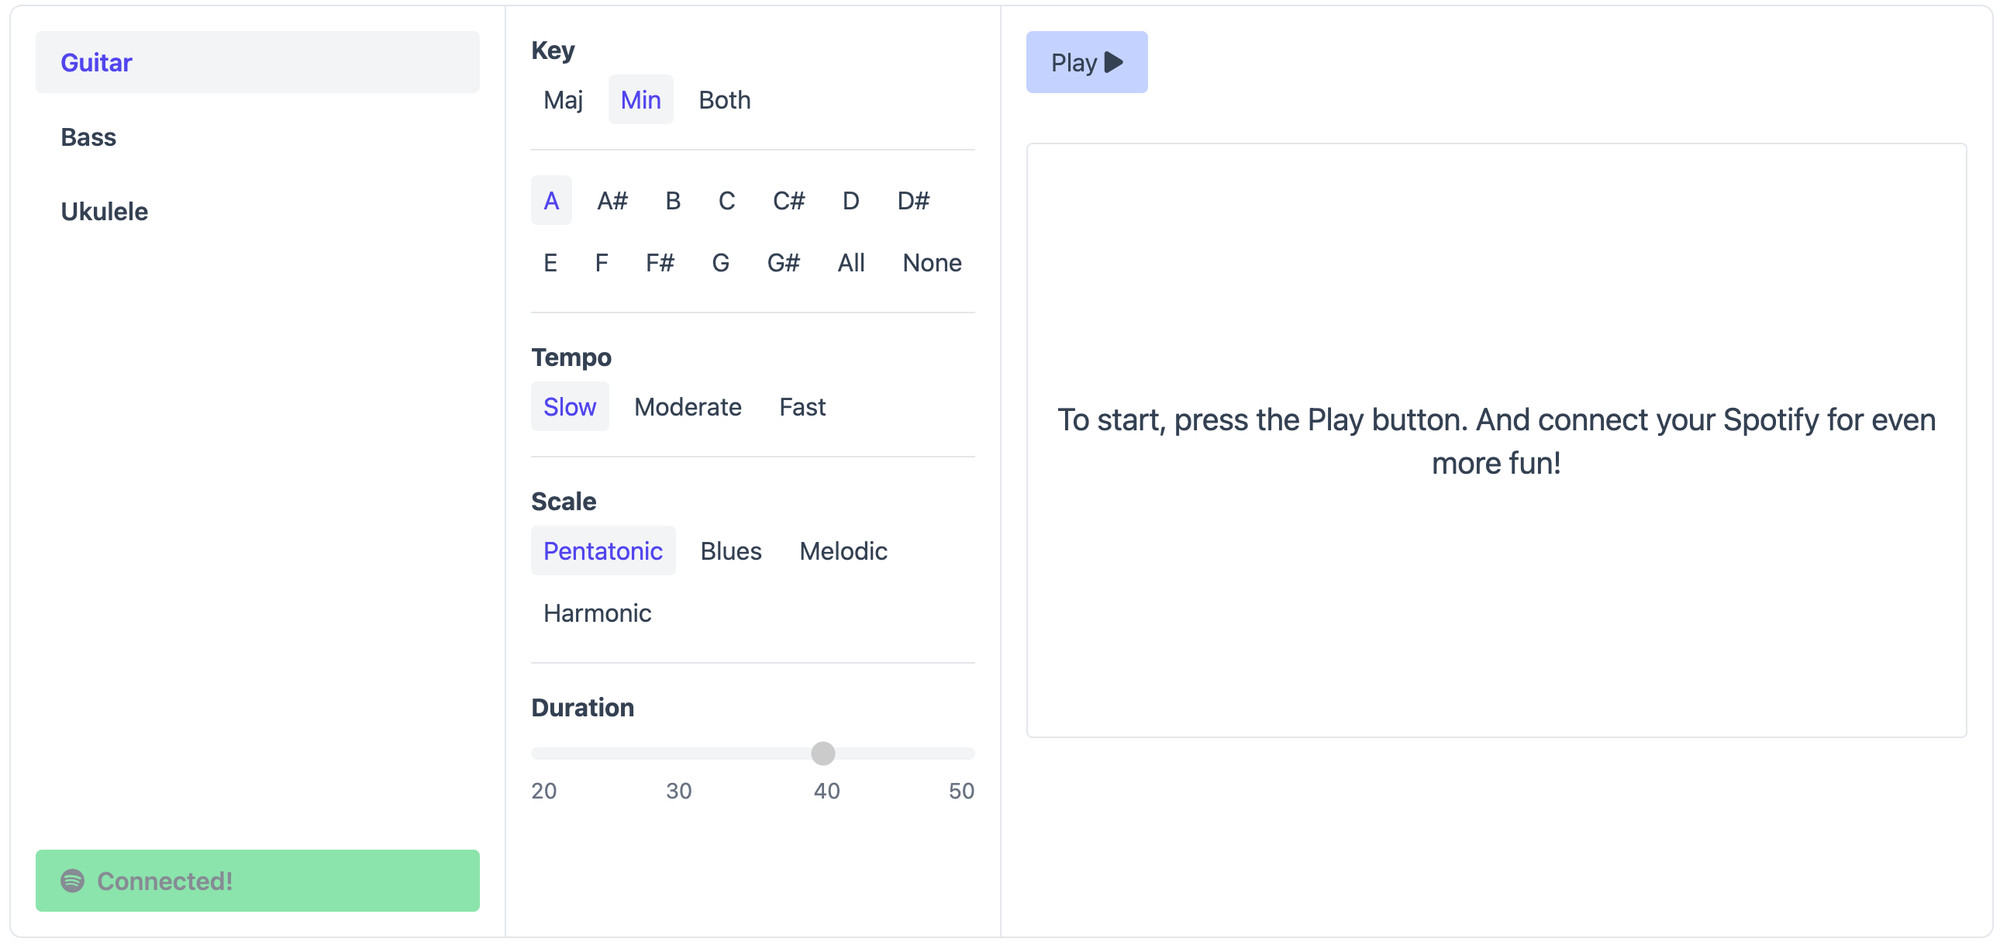 Guitar
Bass
Ukulele
Connected!
Key
Maj Min Both
A A# B C C# D D#
E F F# G G# All None
Tempo
Slow Moderate Fast
Scale
Pentatonic Blues Melodic
Harmonic
Duration
20 30 40 50
Play
To start, press the Play button. And connect your Spotify for even
more fun!